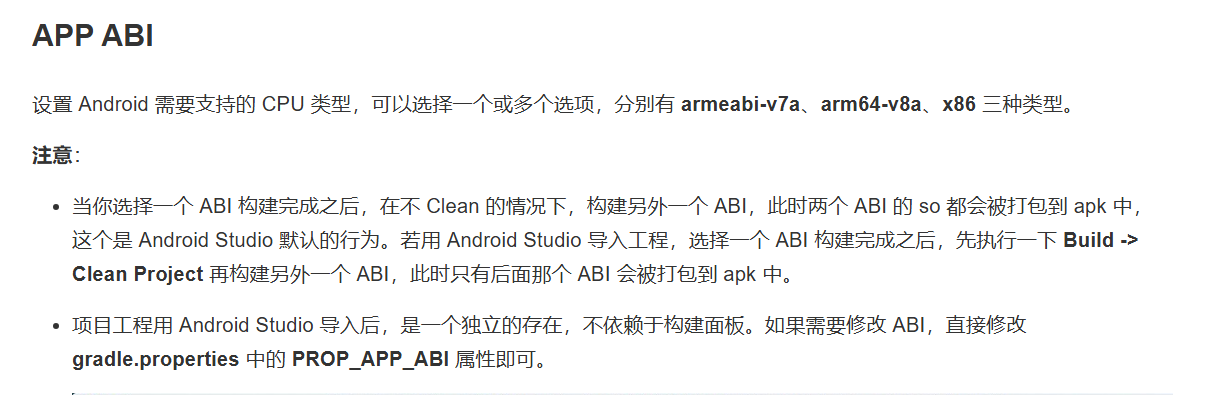 APP ABI
设置 Android 需要支持的 CPU 类型，可以选择一个或多个选项，分别有 armeabi-v7a、arm64-v8a、x86 三种类型。
注意：
当你选择一个 ABI 构建完成之后，在不 Clean 的情况下，构建另外一个 ABI，此时两个 ABI 的 so 都会被打包到 apk 中，
这个是 Android Studio 默认的行为。若用 Android Studio 导入工程，选择一个 ABI 构建完成之后，先执行一下 Build ->
Clean Project 再构建另外一个 ABI，此时只有后面那个 ABI 会被打包到 apk 中。
项目工程用 Android Studio 导入后，是一个独立的存在，不依赖于构建面板。如果需要修改 ABI，直接修改
gradle.properties 中的 PROP_APP_ABI 属性即可。